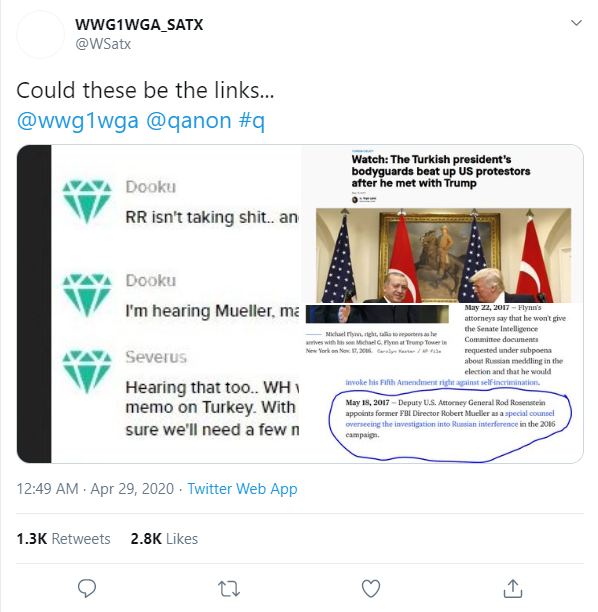 WWG1WGA_SATX
@WSatx
Could these be the links...
@wwg1wga @qanon #q
Dooku
RR isn't taking shit.. an
Dooku
I'm hearing Mueller, ma
Severus
Hearing that too.. WH
memo on Turkey. With
sure we'll need a few m
Watch: The Turkish president's
bodyguards beat up US protestors
after he met with Trump
Michael Flynn, right, talks to reporters as he
arrives with his son Michael G. Flynn at Trump Tower in
New York on Nov. 17, 2016. Carolyn Kaster / AP File
May 22, 2017 — Flynn's
attorneys say that he won't give
the Senate Intelligence
Committee documents
requested under subpoena
about Russian meddling in the
election and that he would
invoke his Fifth Amendment right against self-incrimination.
May 18, 2017 — Deputy U.S. Attorney General Rod Rosenstein
appoints former FBI Director Robert Mueller as a special counsel
overseeing the investigation into Russian interference in the 2016
campaign.
12:49 AM · Apr 29, 2020 · Twitter Web App
1.3K Retweets 2.8K Likes